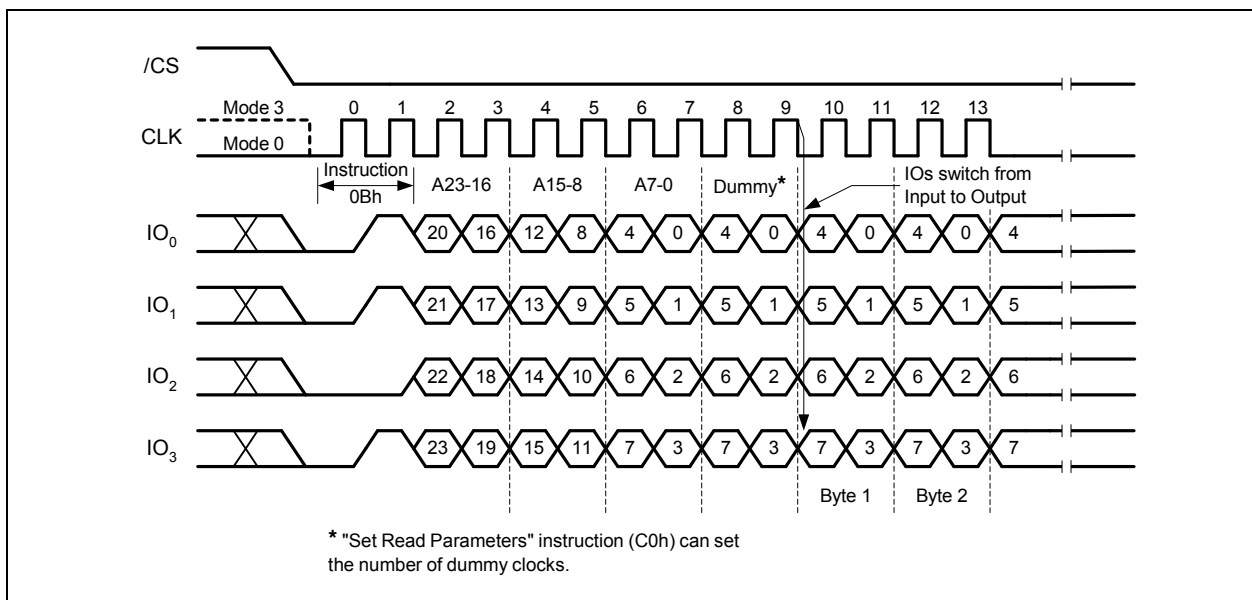 /CS
Mode 3 0 1 2 3 4 5 6 7 8 9 10 11 12 13
CLK
Mode 0
Instruction
0Bh
A23-16 A15-8 A7-0 Dummy*
IOs switch from
Input to Output
IO0 20 16 12 8 4 0 4 0 4 0 4 0 4
IO1 21 17 13 9 5 1 5 1 5 1 5 1 5
IO2 22 18 14 10 6 2 6 2 6 2 6 2 6
IO3 23 19 15 11 7 3 7 3 7 3 7 3 7
Byte 1 Byte 2
* "Set Read Parameters" instruction (C0h) can set
the number of dummy clocks.